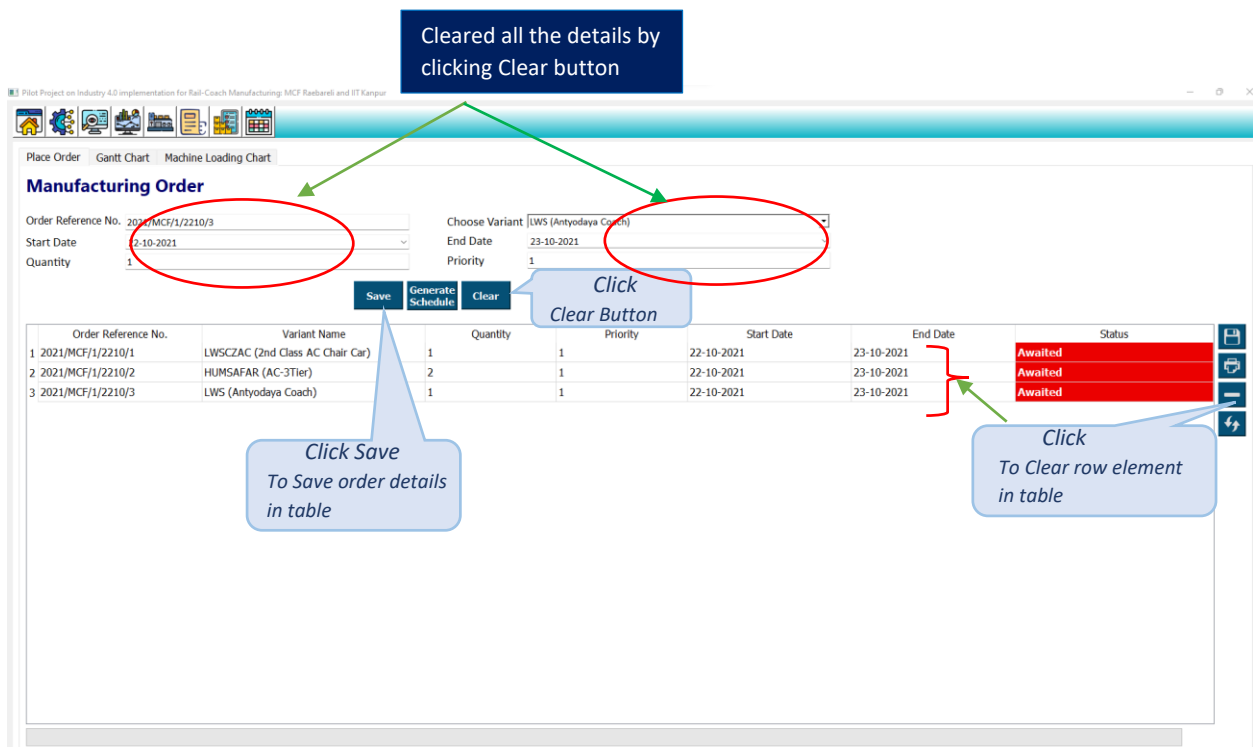 Cleared all the details by
clicking Clear button
Pilot Project on Industry 4.0 implementation for Rail-Coach Manufacturing: MCF Raebareli and IIT Kanpur
Place Order Gantt Chart Machine Loading Chart
Manufacturing Order
Order Reference No. 2021/MCF/1/2210/3 Choose Variant LWS (Antyodaya Coach)
Start Date 22-10-2021 End Date 23-10-2021
Quantity 1 Priority 1
Save Generate Schedule Clear
Click
Clear Button
Order Reference No. Variant Name Quantity Priority Start Date End Date Status
1 2021/MCF/1/2210/1 LWSCZAC (2nd Class AC Chair Car) 1 1 22-10-2021 23-10-2021 Awaited
2 2021/MCF/1/2210/2 HUMSAFAR (AC-3Tier) 2 1 22-10-2021 23-10-2021 Awaited
3 2021/MCF/1/2210/3 LWS (Antyodaya Coach) 1 1 22-10-2021 23-10-2021 Awaited
Click Save
To Save order details
in table
Click
To Clear row element
in table